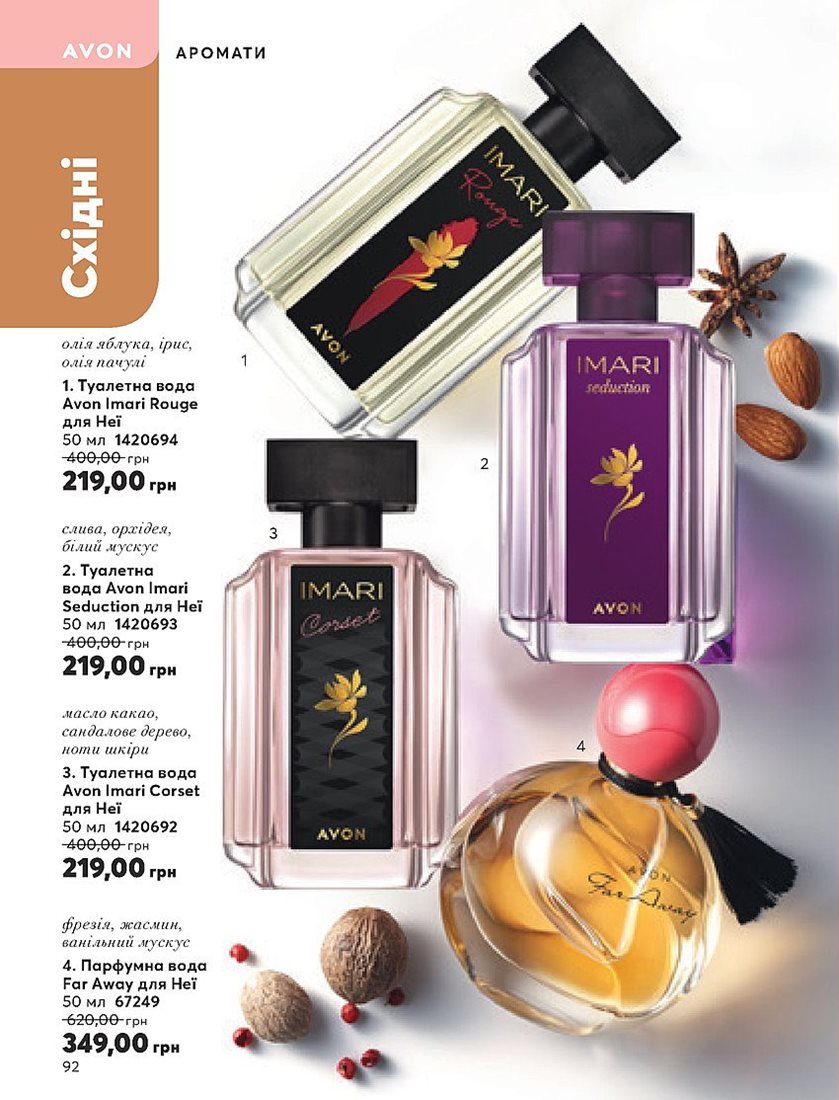 AVON
АРОМАТИ
Східні
олія яблука, ірис,
олія пачулі
1. Туалетна вода
Avon Imari Rouge
для Неї
50 мл 1420694
400,00 грн
219,00 грн
слива, орхідея,
білий мускус
2. Туалетна
вода Avon Imari
Seduction для Неї
50 мл 1420693
400,00 грн
219,00 грн
масло какао,
сандалове дерево,
ноти шкіри
3. Туалетна вода
Avon Imari Corset
для Неї
50 мл 1420692
400,00 грн
219,00 грн
фрезія, жасмин,
ванільний мускус
4. Парфумна вода
Far Away для Неї
50 мл 67249
620,00 грн
349,00 грн
92
1
IMARI
Rouge
AVON
2
IMARI
seduction
AVON
3
IMARI
Corset
AVON
4
AVON
Far Away